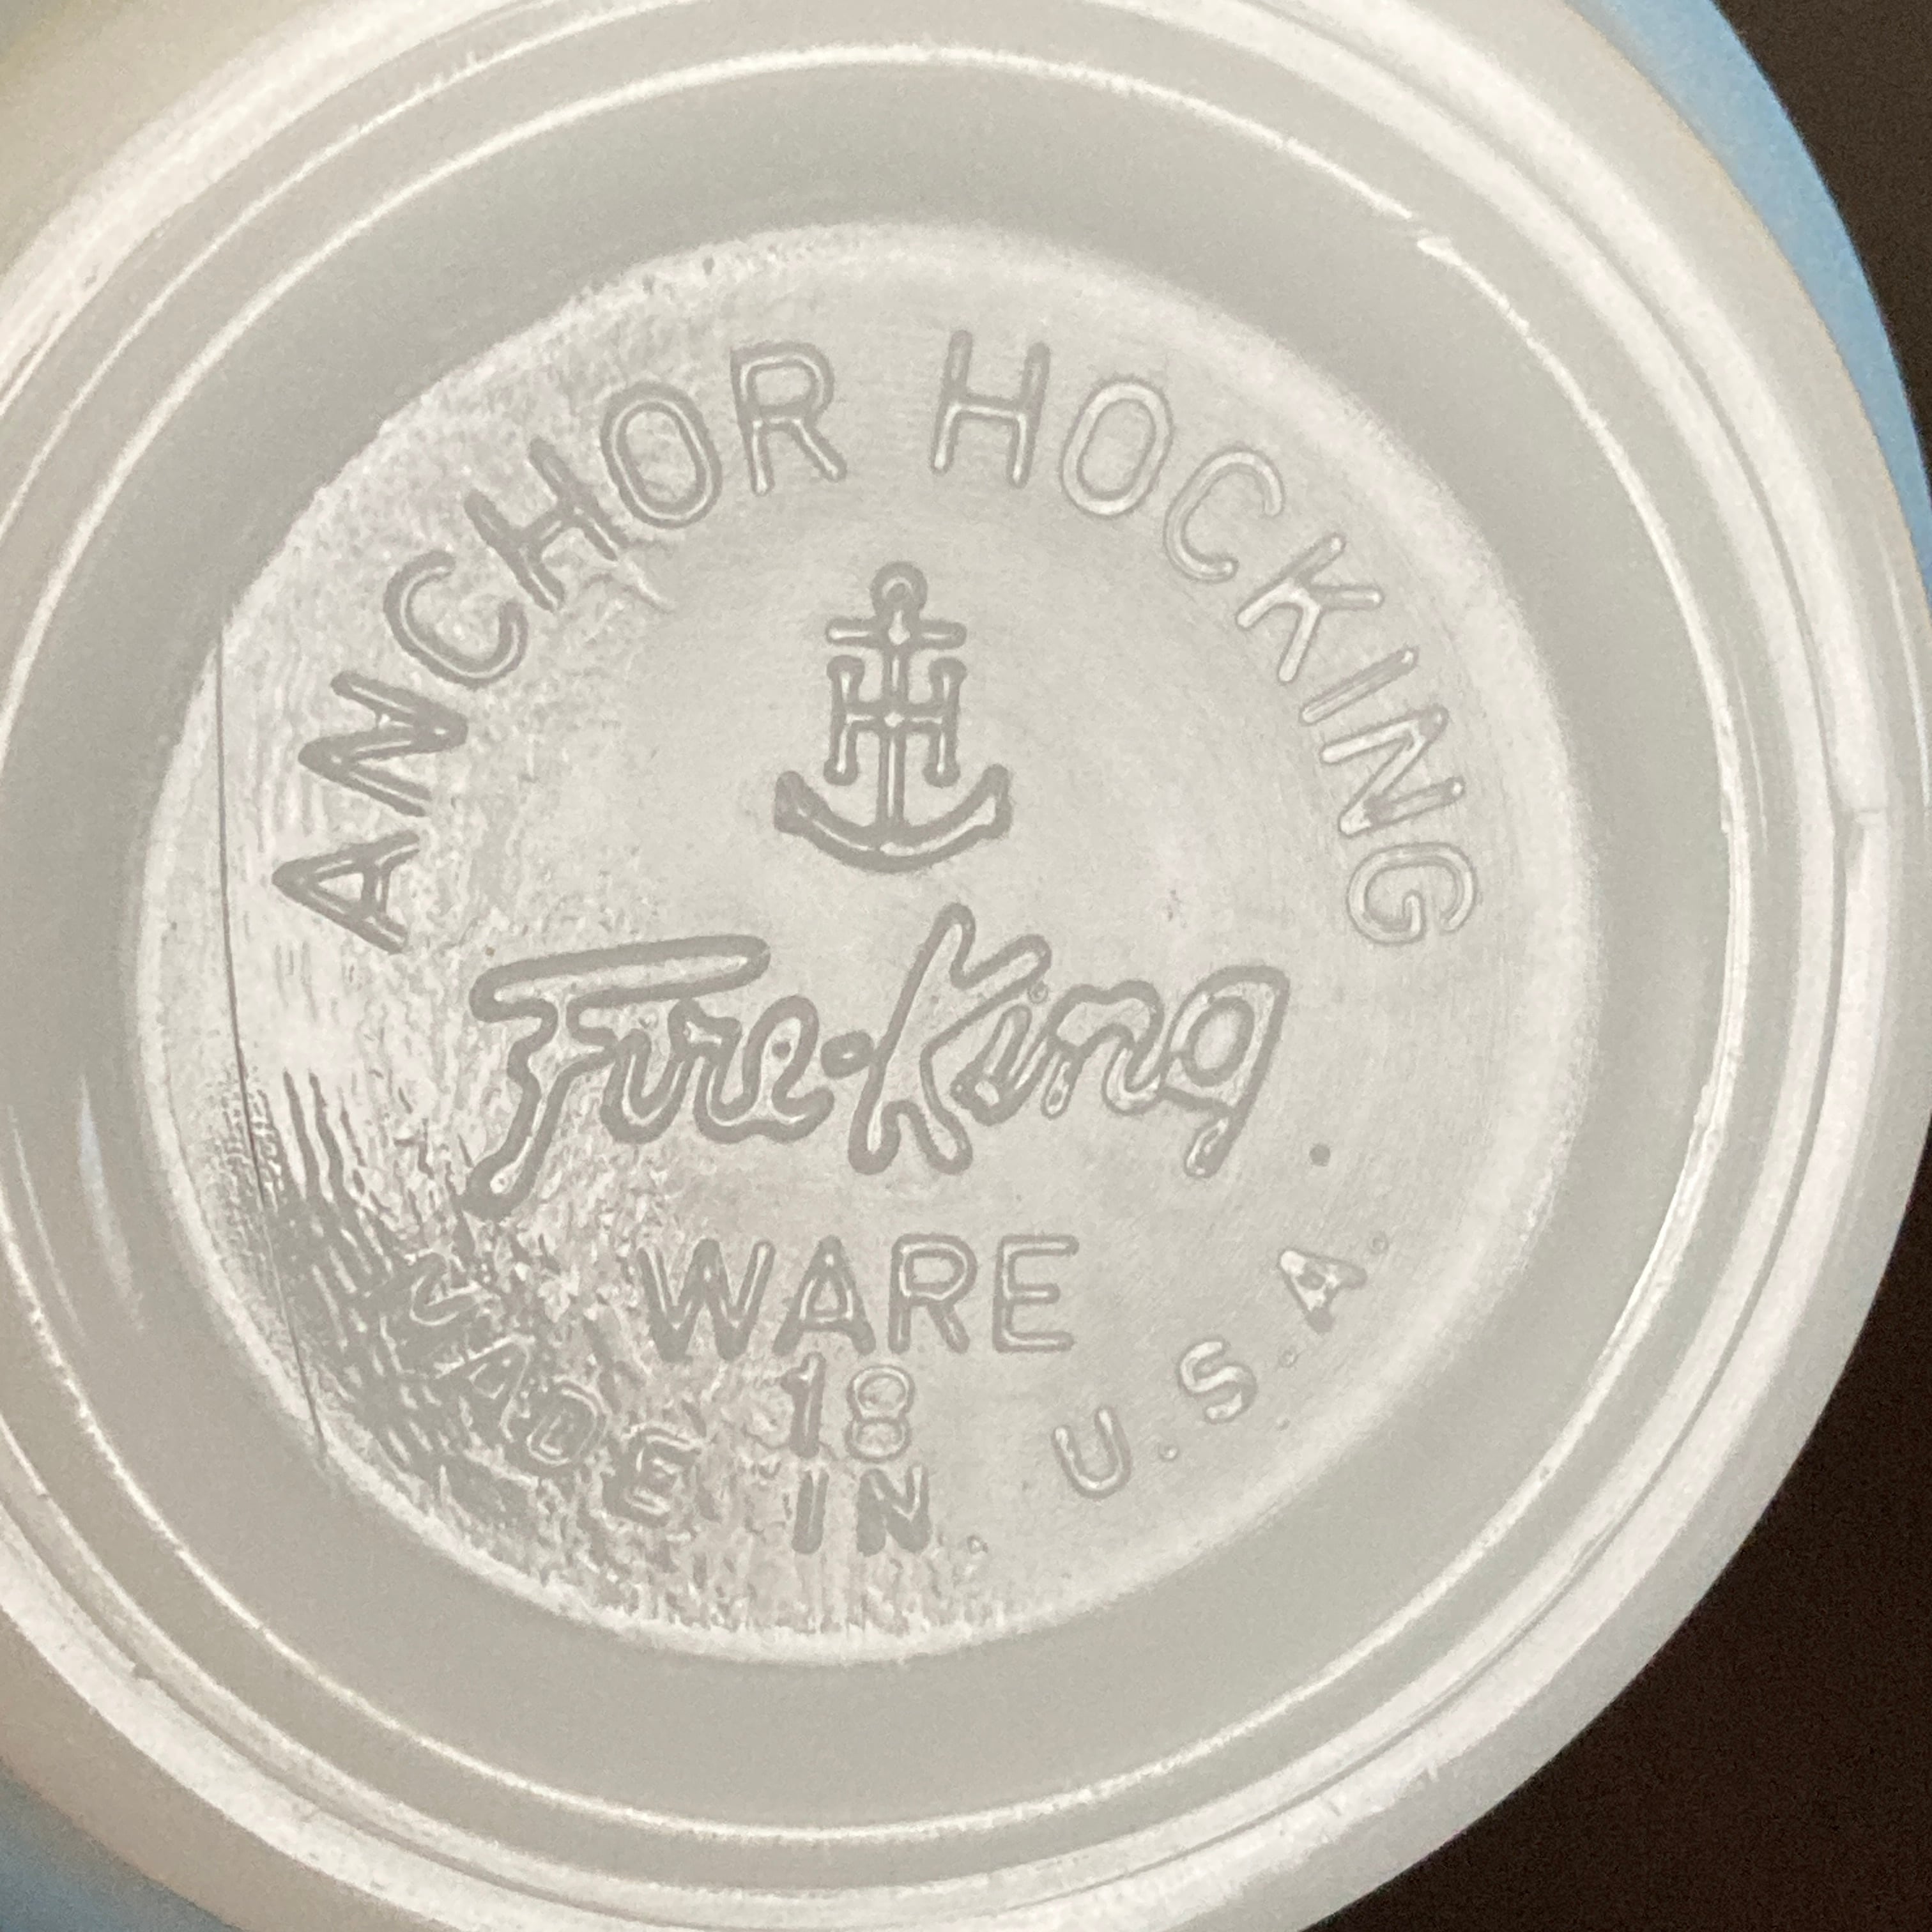 ANCHOR HOCKING
H
Fire-King
WARE
18
MADE IN U.S.A.